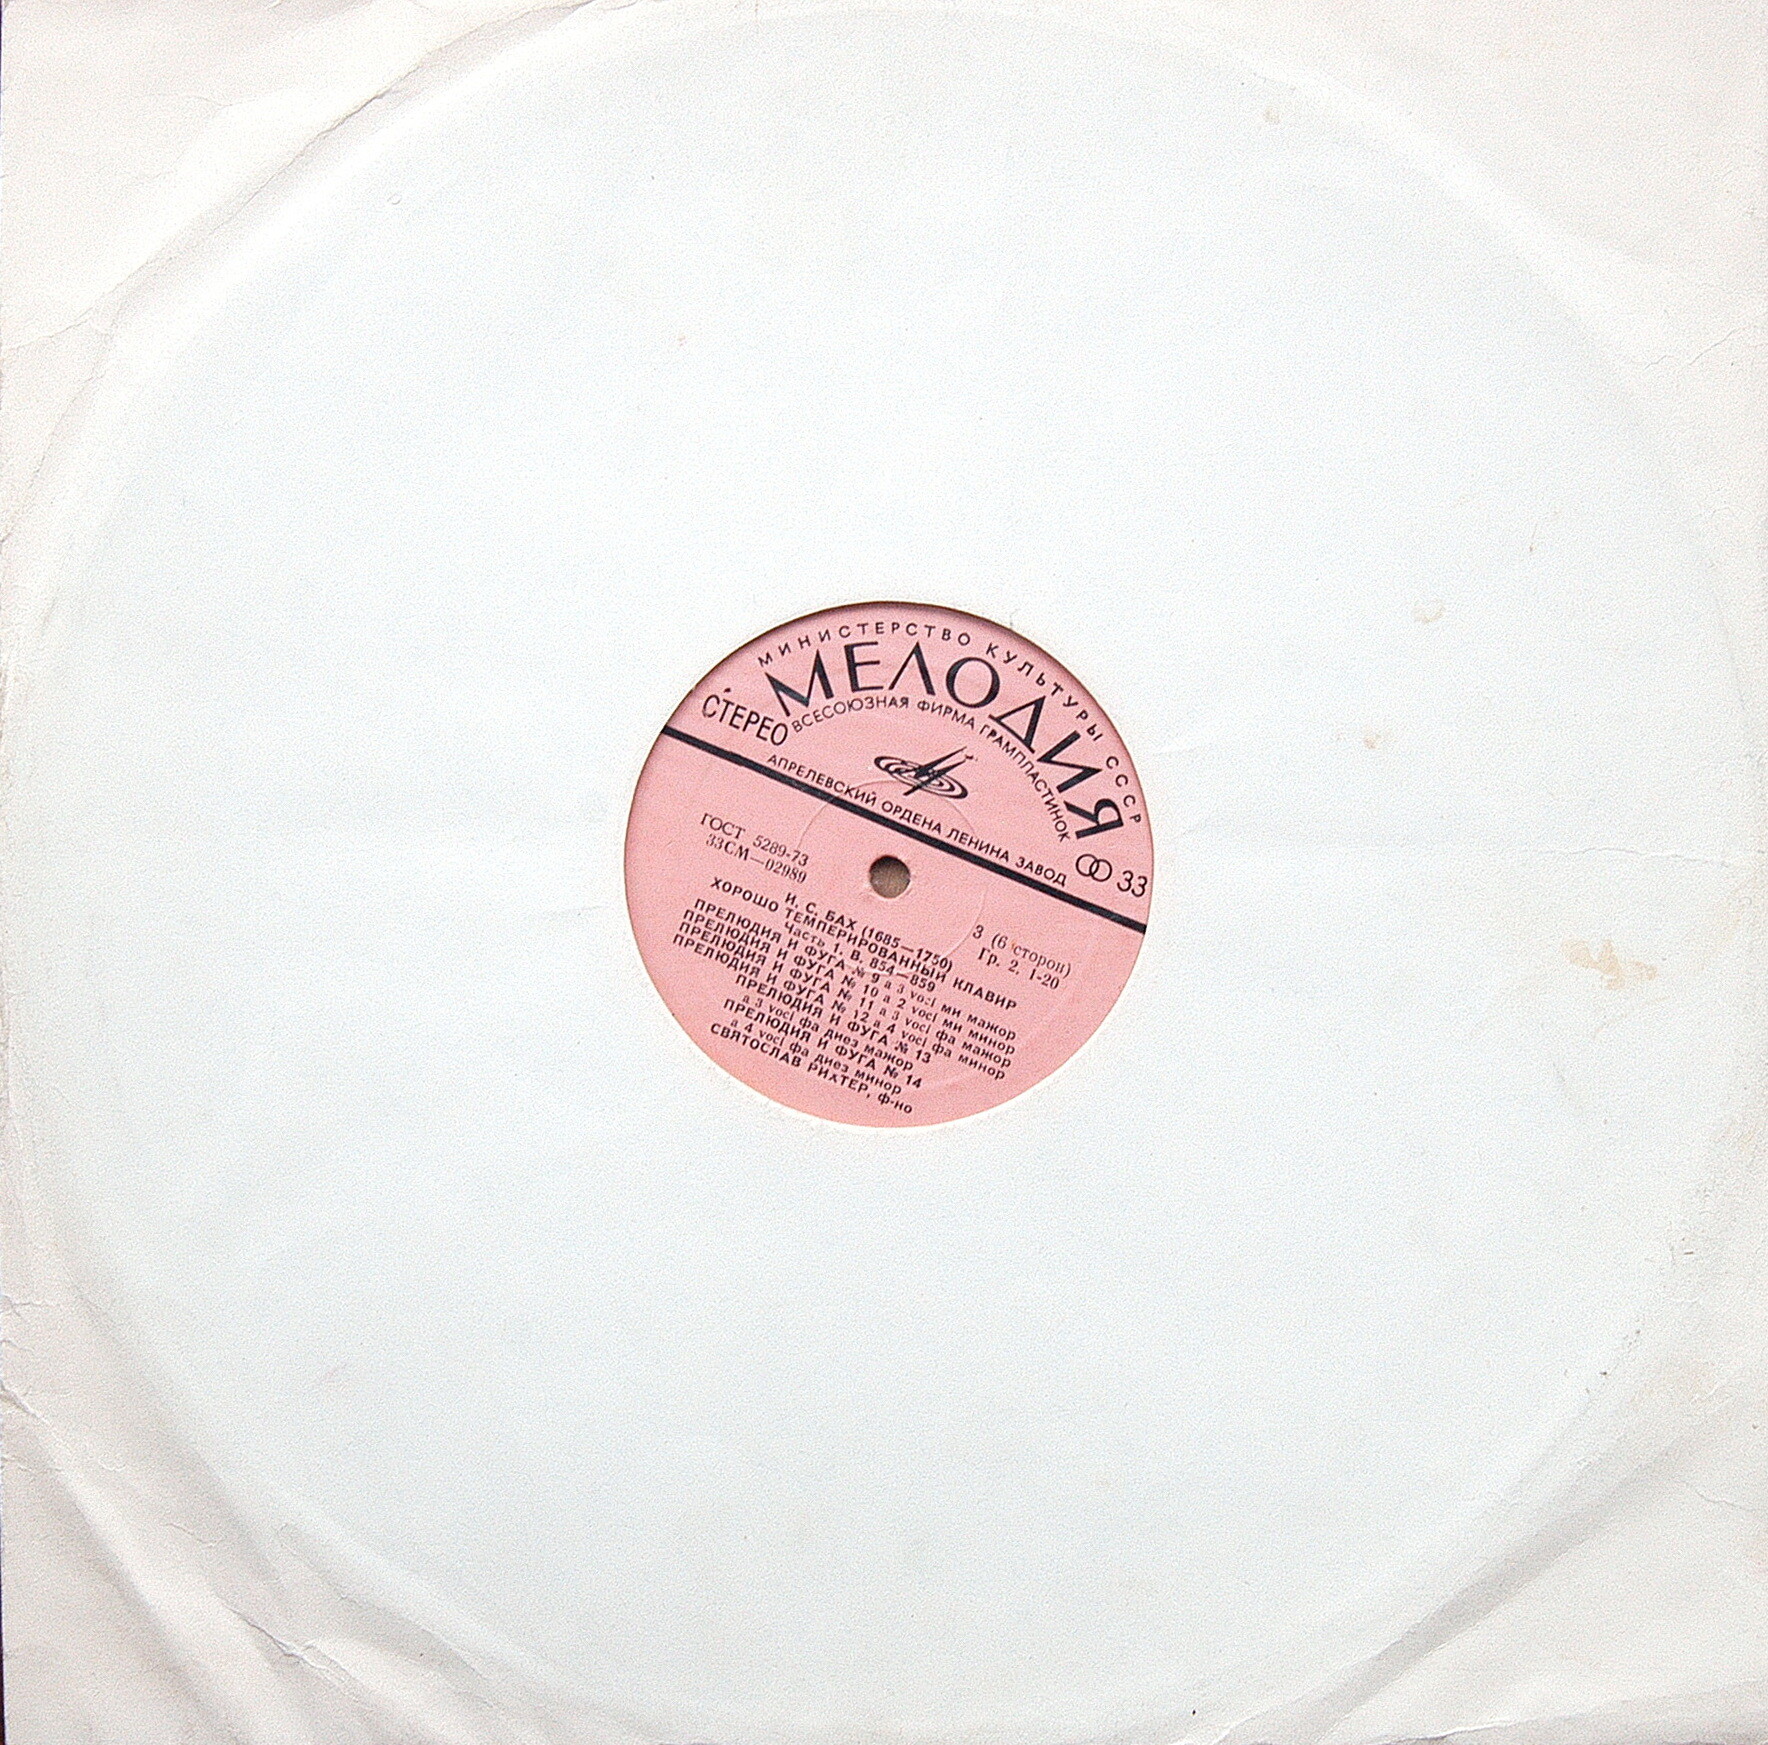 МИНИСТЕРСТВО КУЛЬТУРЫ СССР
МЕЛОДИЯ
ВСЕСОЮЗНАЯ ФИРМА ГРАМПЛАСТИНОК
СТЕРЕО
АПРЕЛЕВСКИЙ ОРДЕНА ЛЕНИНА ЗАВОД
33
ГОСТ 5289-73
33СМ—02989
3 (6 сторон)
Гр. 2, 1-20
И. С. БАХ (1685—1750)
ХОРОШО ТЕМПЕРИРОВАННЫЙ КЛАВИР
Часть 1, В. 854—859
ПРЕЛЮДИЯ И ФУГА № 9 a 3 voci ми мажор
ПРЕЛЮДИЯ И ФУГА № 10 a 2 voci ми минор
ПРЕЛЮДИЯ И ФУГА № 11 a 3 voci фа мажор
ПРЕЛЮДИЯ И ФУГА № 12 a 4 voci фа минор
ПРЕЛЮДИЯ И ФУГА № 13
a 3 voci фа диез мажор
ПРЕЛЮДИЯ И ФУГА № 14
a 4 voci фа диез минор
СВЯТОСЛАВ РИХТЕР, ф-но